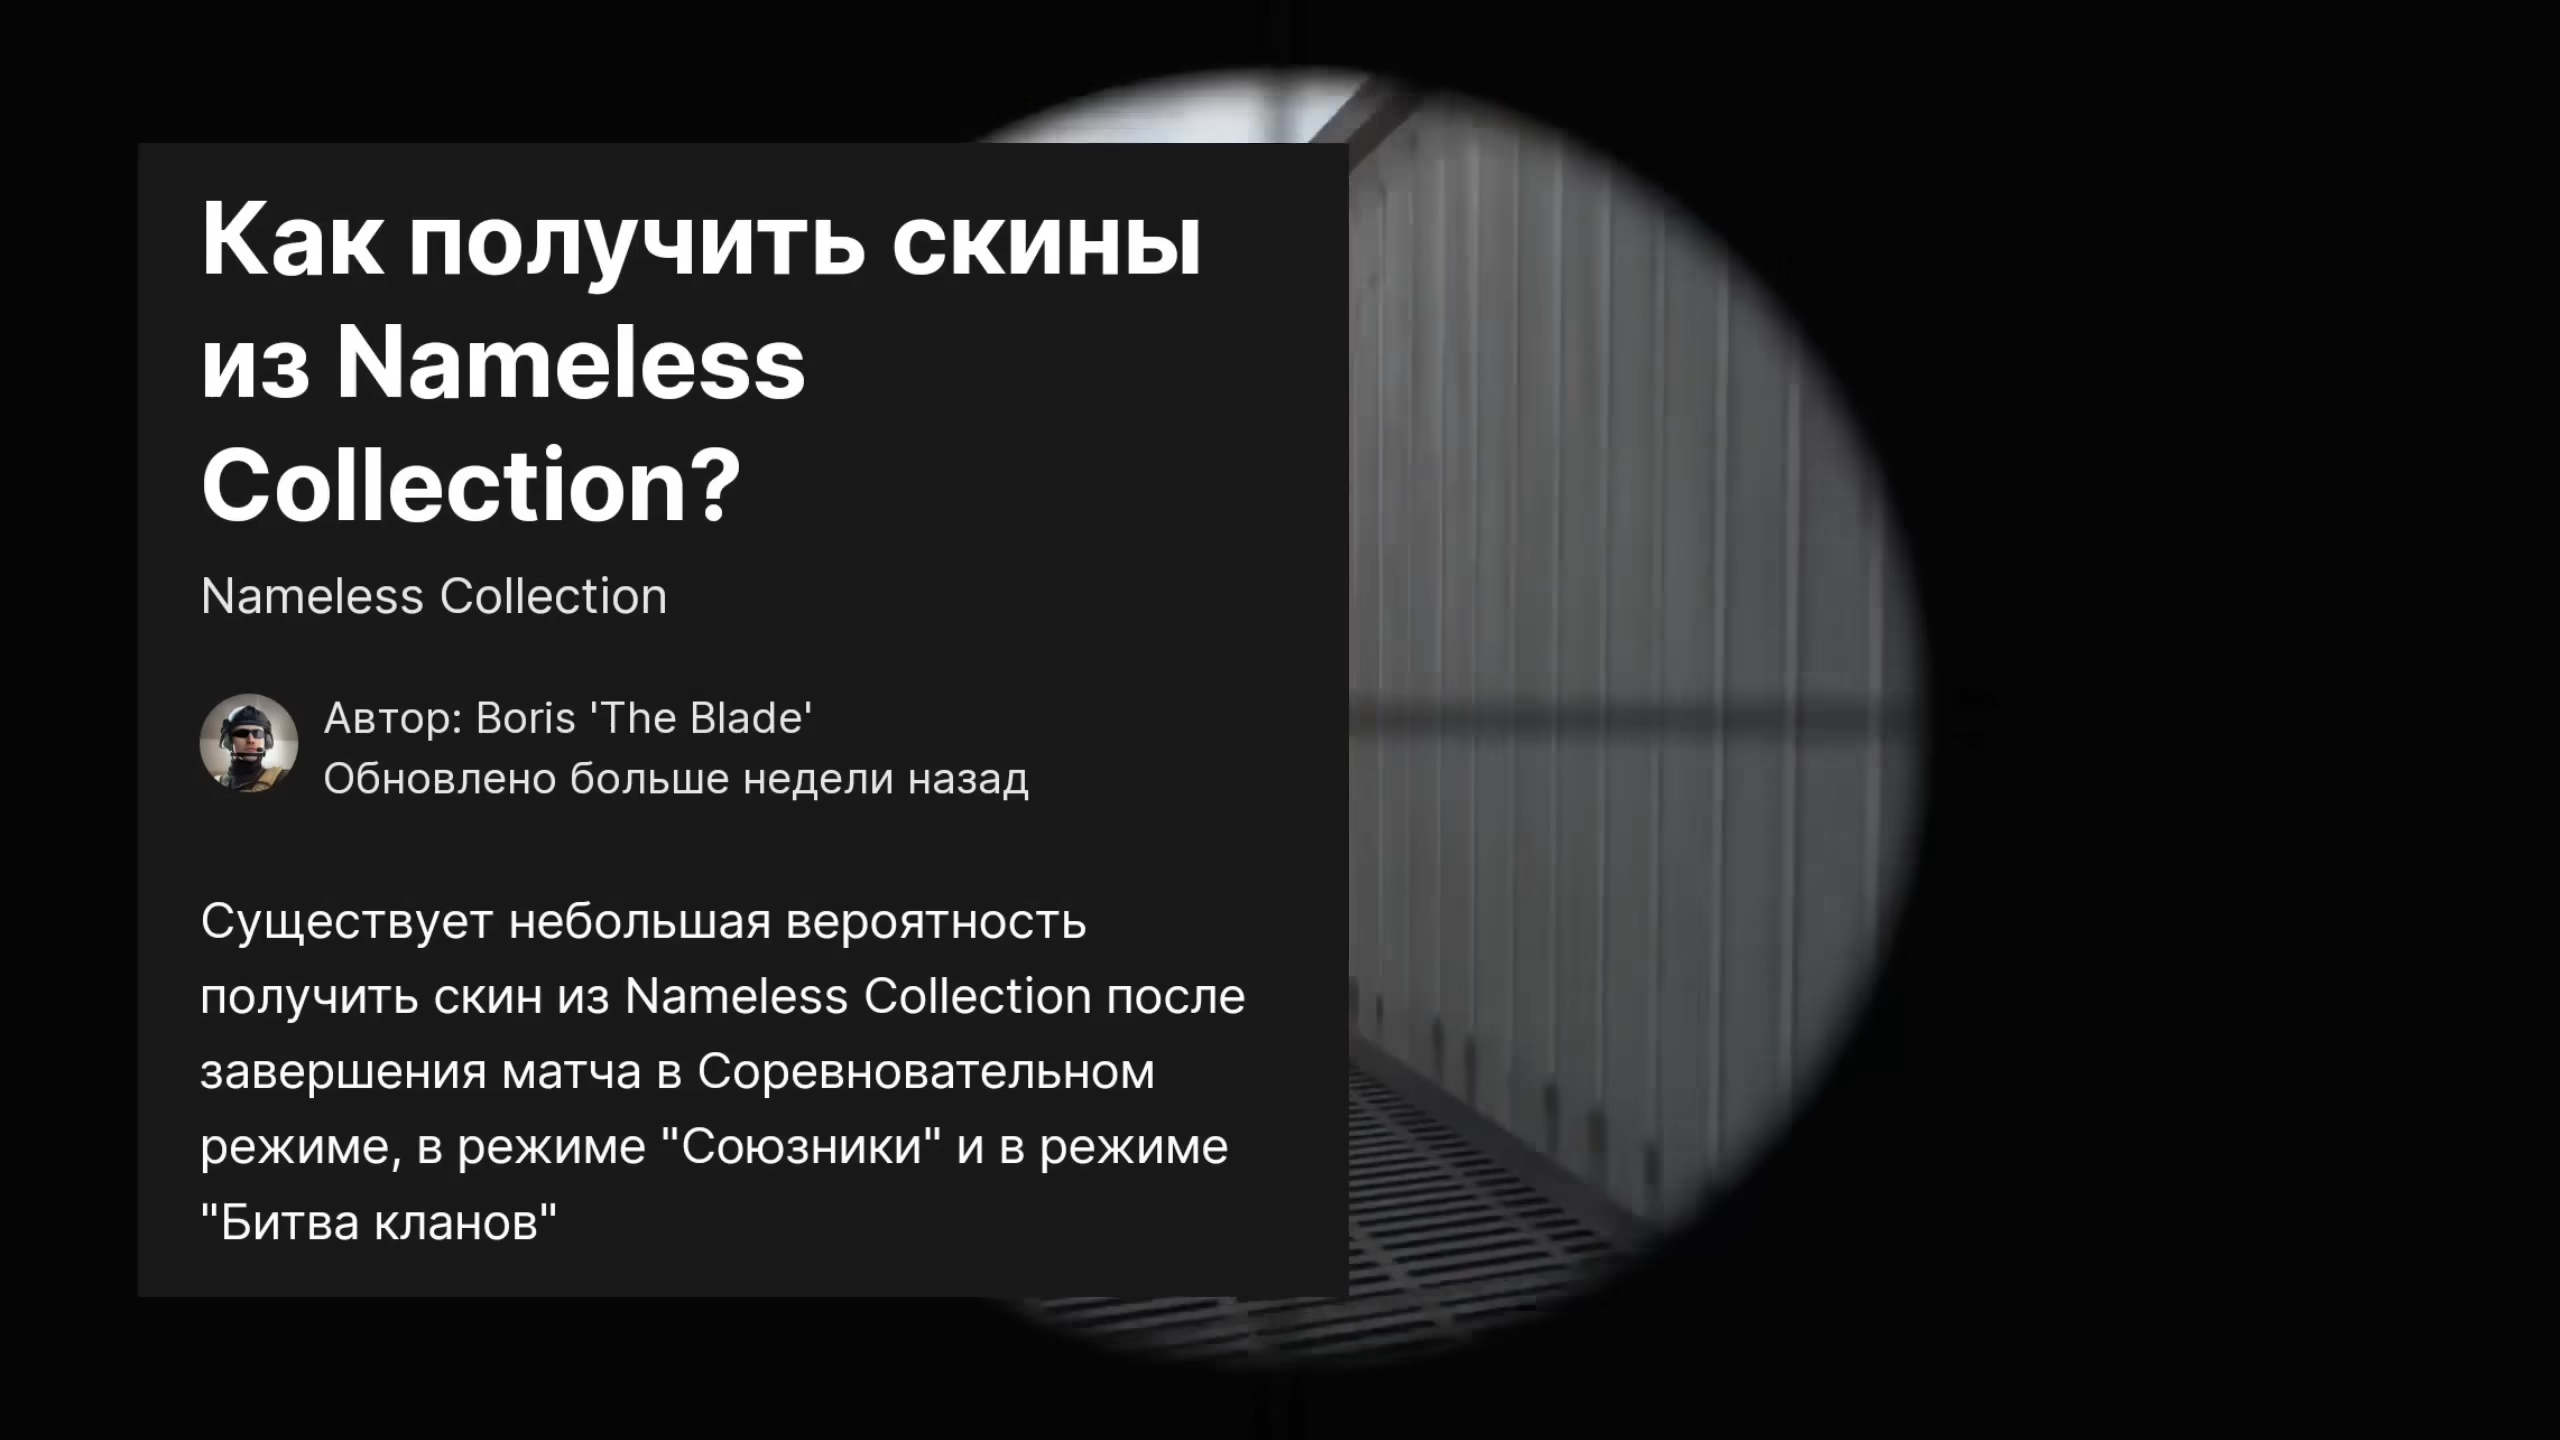 Как получить скины
из Nameless
Collection?
Nameless Collection
Автор: Boris 'The Blade'
Обновлено больше недели назад
Существует небольшая вероятность
получить скин из Nameless Collection после
завершения матча в Соревновательном
режиме, в режиме "Союзники" и в режиме
"Битва кланов"